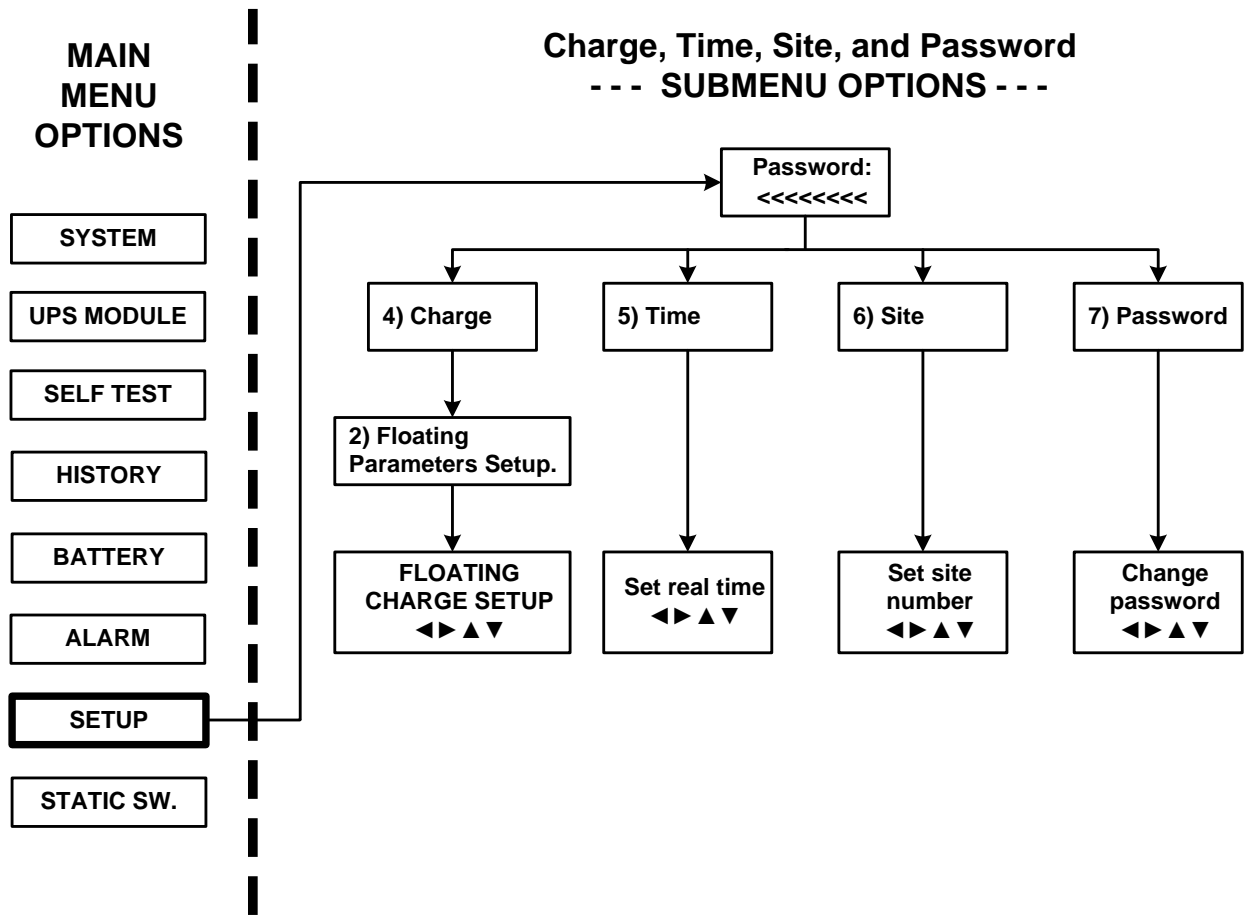 MAIN
MENU
OPTIONS
SYSTEM
UPS MODULE
SELF TEST
HISTORY
BATTERY
ALARM
SETUP
STATIC SW.
Charge, Time, Site, and Password
- - - SUBMENU OPTIONS - - -
Password:
<<<<<<<<
4) Charge
5) Time
6) Site
7) Password
2) Floating
Parameters Setup.
FLOATING
CHARGE SETUP
◄►▲▼
Set real time
◄►▲▼
Set site
number
◄►▲▼
Change
password
◄►▲▼